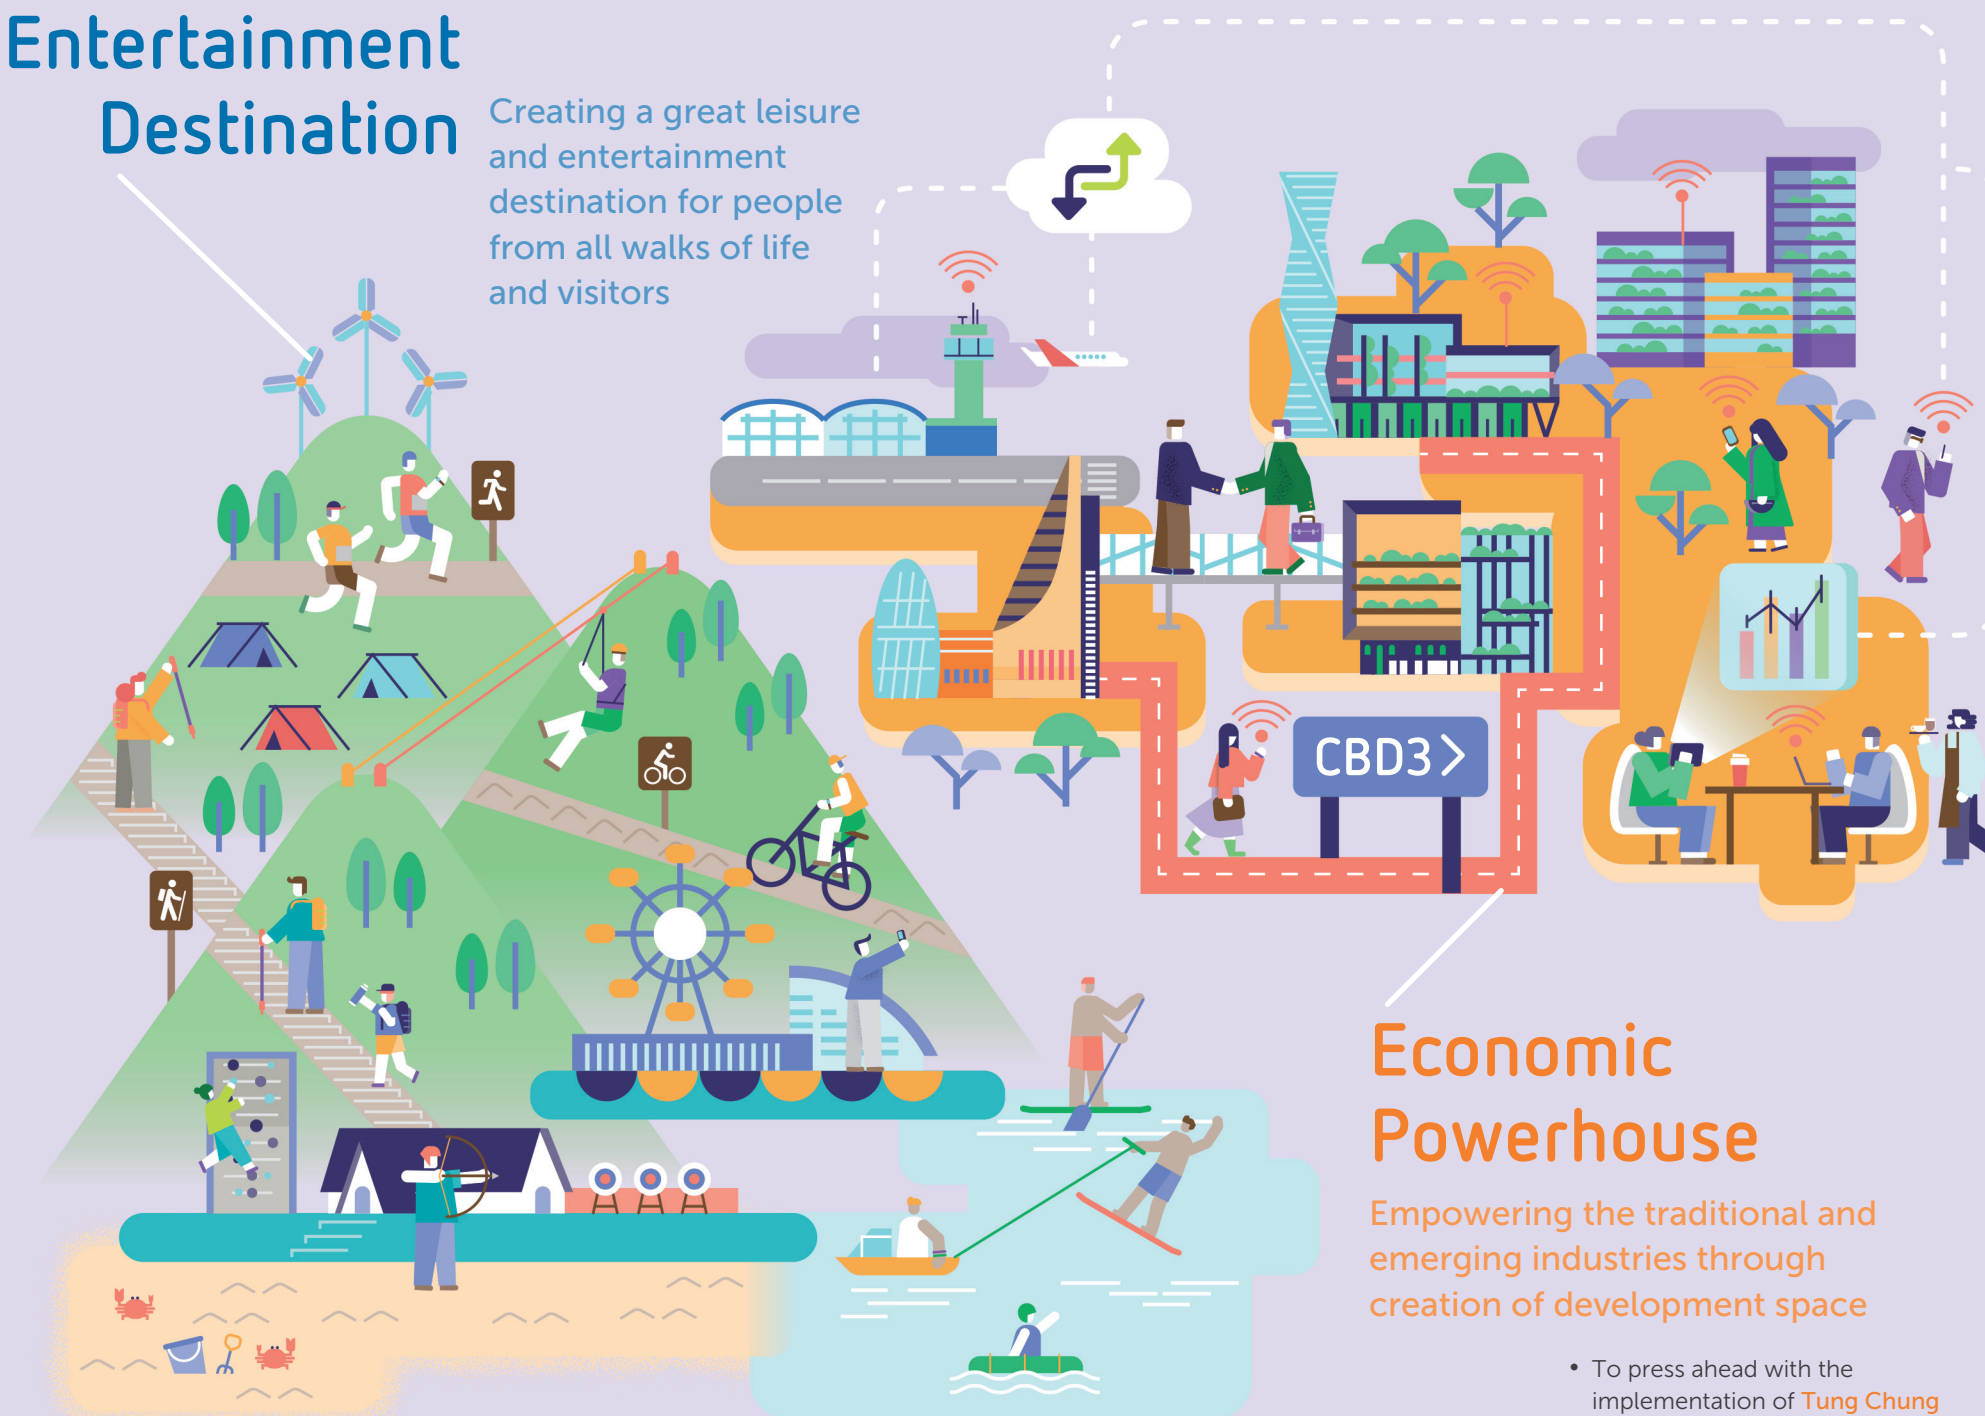 Entertainment
Destination
Creating a great leisure
and entertainment
destination for people
from all walks of life
and visitors
CBD3
Economic
Powerhouse
Empowering the traditional and
emerging industries through
creation of development space
• To press ahead with the
implementation of Tung Chung